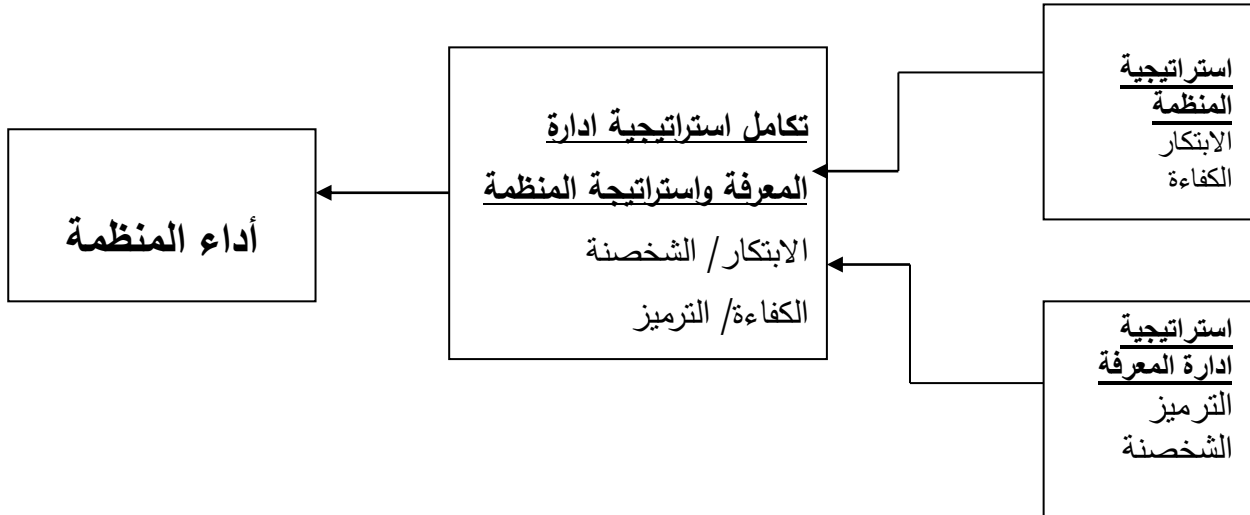 استراتيجية
المنظمة
الابتكار
الكفاءة
استراتيجية
ادارة المعرفة
الترميز
الشخصنة
تكامل استراتيجية ادارة
المعرفة واستراتيجة المنظمة
الابتكار/ الشخصنة
الكفاءة/ الترميز
أداء المنظمة